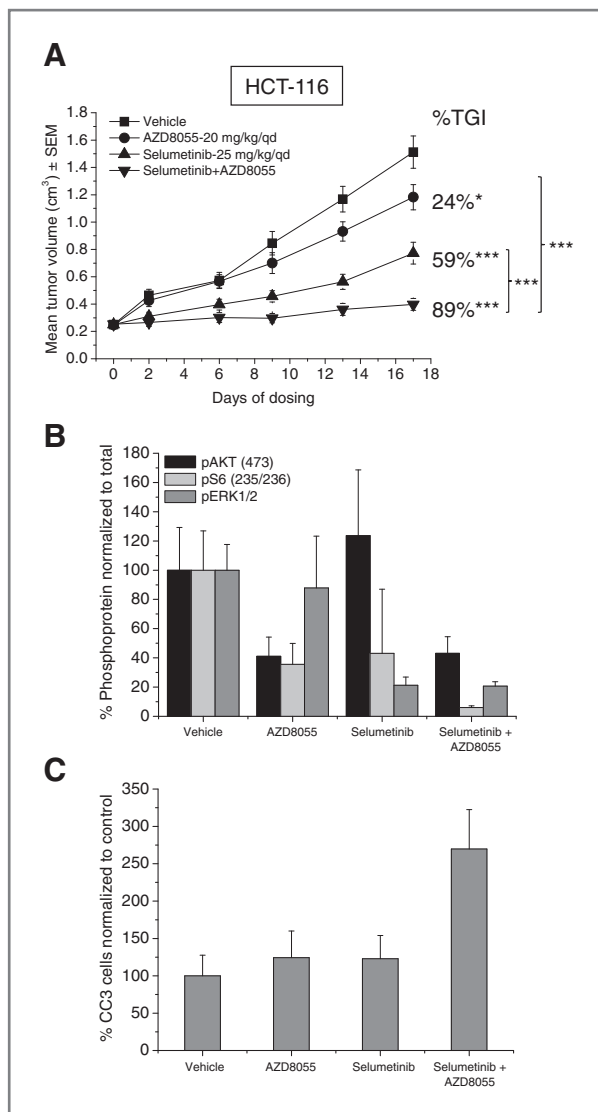 A
HCT-116
%TGI
Vehicle
AZD8055-20 mg/kg/qd
Selumetinib-25 mg/kg/qd
Selumetinib+AZD8055
Mean tumor volume (cm³) ± SEM
1.8
1.6
1.4
1.2
1.0
0.8
0.6
0.4
0.2
0.0
24%*
59%***
89%***
***
***
0 2 4 6 8 10 12 14 16 18
Days of dosing
B
pAKT (473)
pS6 (235/236)
pERK1/2
% Phosphoprotein normalized to total
180
160
140
120
100
80
60
40
20
0
Vehicle AZD8055 Selumetinib Selumetinib +
AZD8055
C
% CC3 cells normalized to control
350
300
250
200
150
100
50
0
Vehicle AZD8055 Selumetinib Selumetinib +
AZD8055